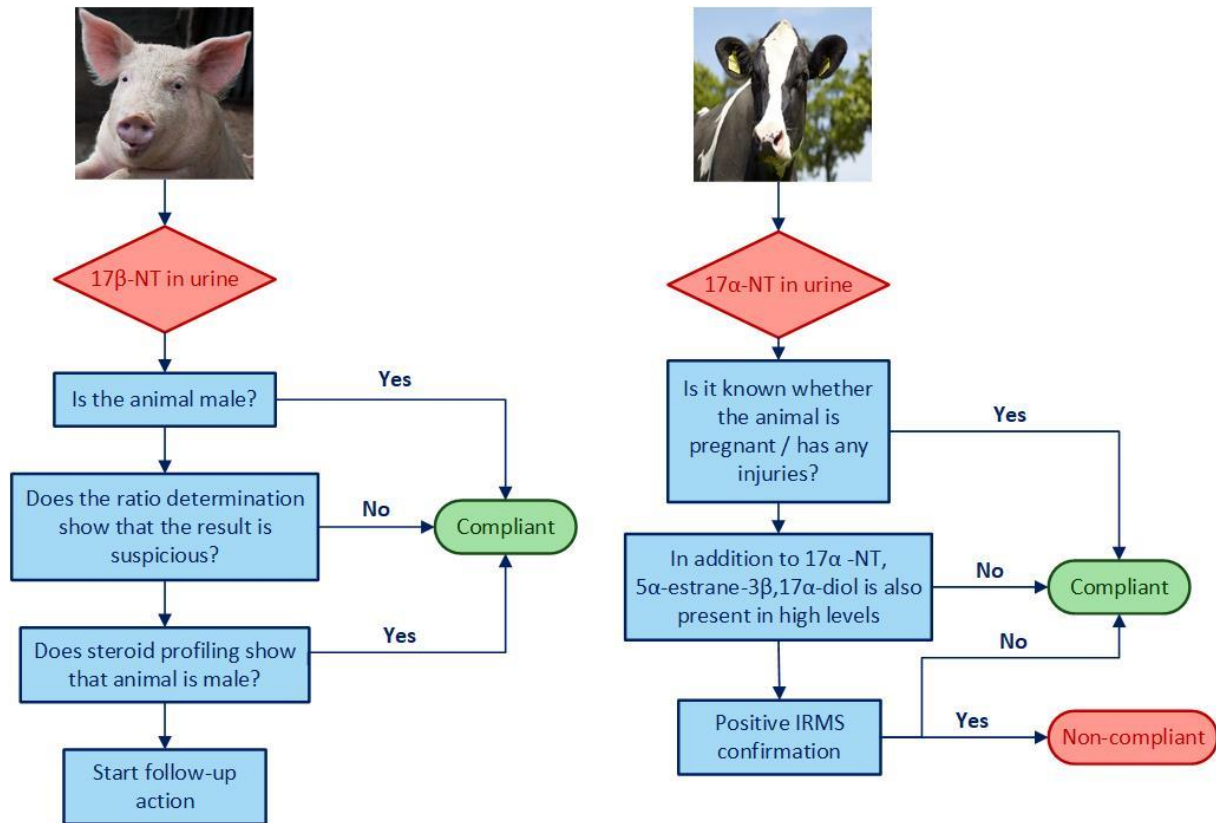 17β-NT in urine
Is the animal male?
Yes
Does the ratio determination
show that the result is
suspicious?
No
Compliant
Does steroid profiling show
that animal is male?
Yes
Start follow-up
action
17α-NT in urine
Is it known whether
the animal is
pregnant / has any
injuries?
Yes
In addition to 17α -NT,
5α-estrane-3β,17α-diol is also
present in high levels
No
Compliant
No
Positive IRMS
confirmation
Yes
Non-compliant